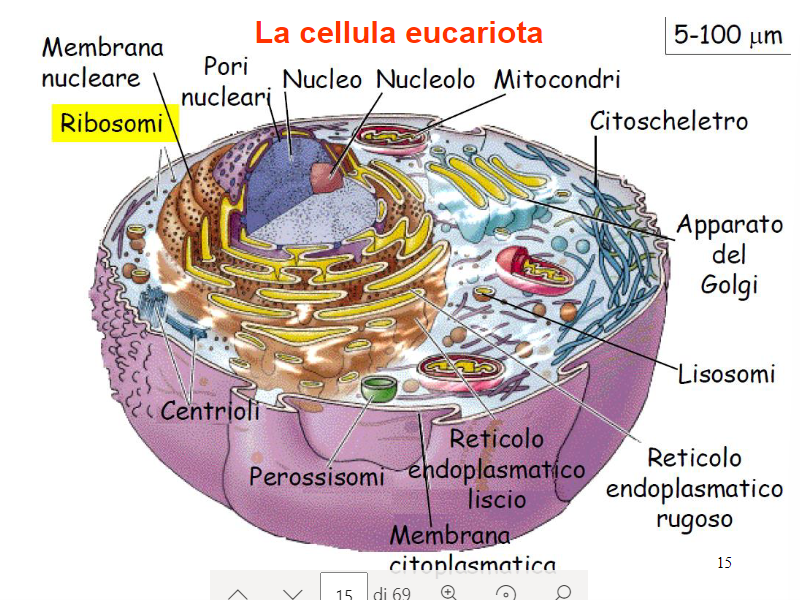 La cellula eucariota
5-100 μm
Membrana
nucleare
Pori
nucleari
Nucleo
Nucleolo
Mitocondri
Ribosomi
Citoscheletro
Apparato
del
Golgi
Lisosomi
Centrioli
Perossisomi
Reticolo
endoplasmatico
liscio
Reticolo
endoplasmatico
rugoso
Membrana
citoplasmatica
15
15 di 69